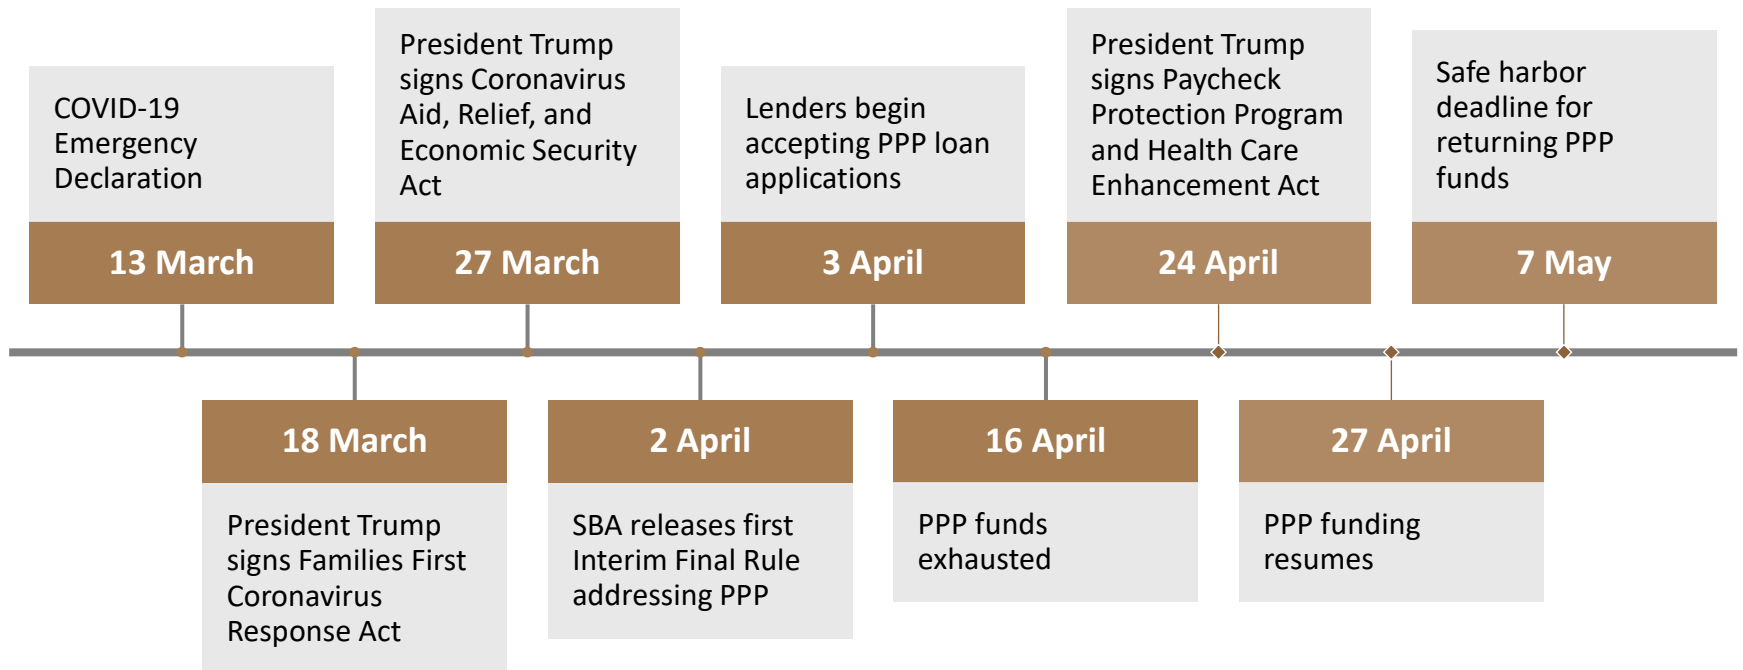 COVID-19
Emergency
Declaration
13 March
18 March
President Trump
signs Families First
Coronavirus
Response Act
President Trump
signs Coronavirus
Aid, Relief, and
Economic Security
Act
27 March
2 April
SBA releases first
Interim Final Rule
addressing PPP
Lenders begin
accepting PPP loan
applications
3 April
16 April
PPP funds
exhausted
President Trump
signs Paycheck
Protection Program
and Health Care
Enhancement Act
24 April
27 April
PPP funding
resumes
Safe harbor
deadline for
returning PPP
funds
7 May